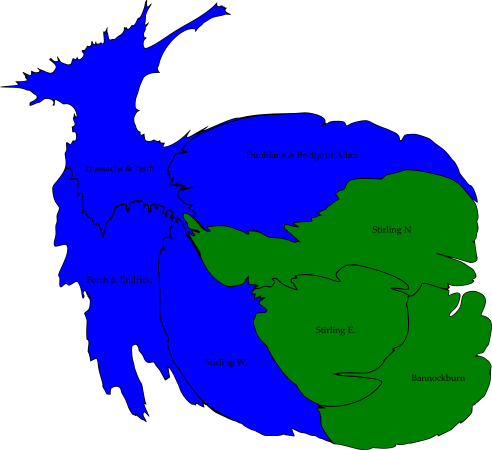 Dunblane & Bridge of Allan
Trossachs & Teith
Stirling N
Forth & Endrick
Stirling E.
Stirling W.
Bannockburn